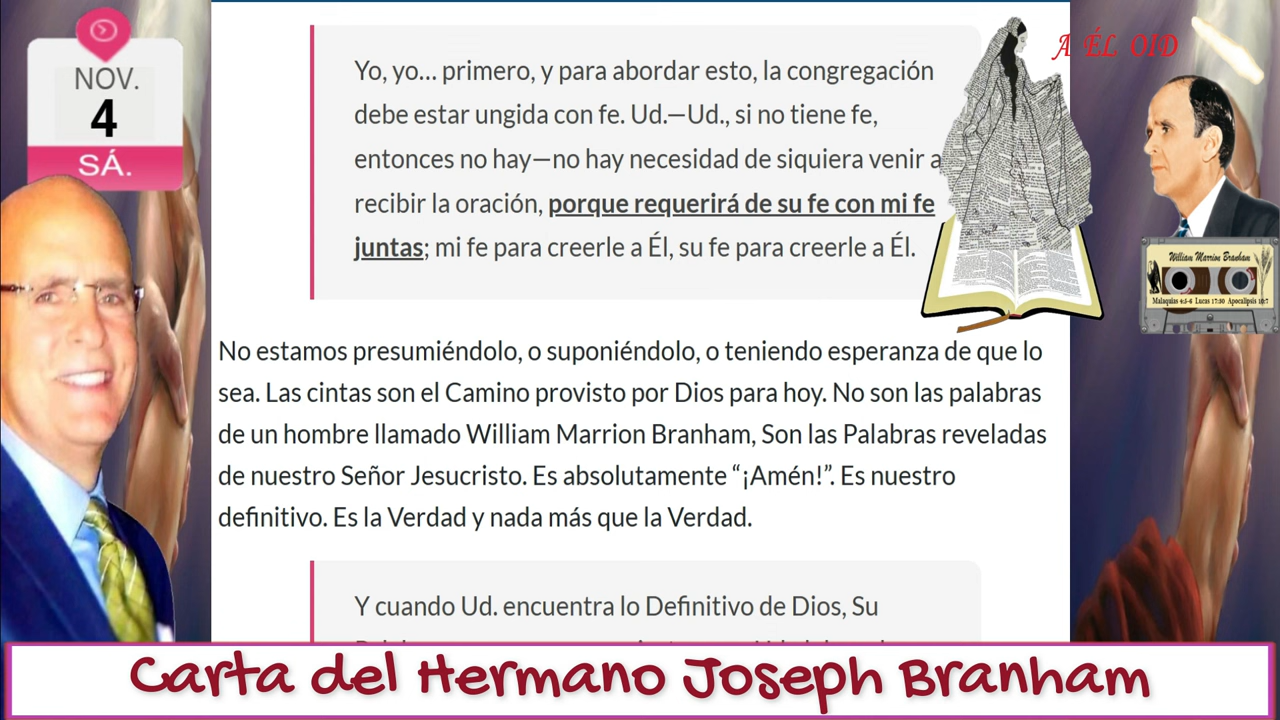 NOV.
4
SÁ.
A ÉL OID
Yo, yo... primero, y para abordar esto, la congregación
debe estar ungida con fe. Ud.—Ud., si no tiene fe,
entonces no hay—no hay necesidad de siquiera venir a
recibir la oración, porque requerirá de su fe con mi fe
juntas; mi fe para creerle a Él, su fe para creerle a Él.
William Marrion Branham
Malaquias 4:5-6 Lucas 17:30 Apocalipsis 10:7
No estamos presumiéndolo, o suponiéndolo, o teniendo esperanza de que lo
sea. Las cintas son el Camino provisto por Dios para hoy. No son las palabras
de un hombre llamado William Marrion Branham, Son las Palabras reveladas
de nuestro Señor Jesucristo. Es absolutamente “¡Amén!”. Es nuestro
definitivo. Es la Verdad y nada más que la Verdad.
Y cuando Ud. encuentra lo Definitivo de Dios, Su
Carta del Hermano Joseph Branham